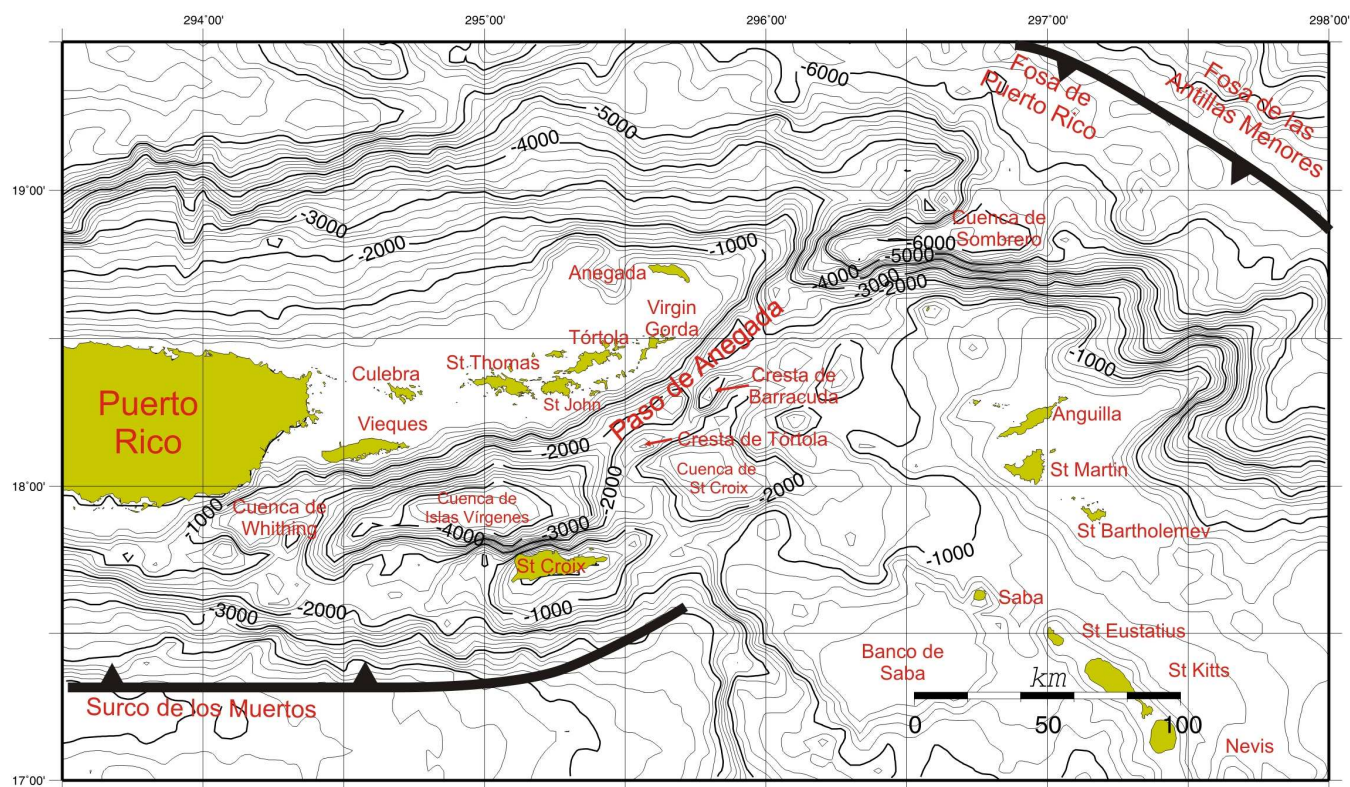 294°00'
295°00'
296°00'
297°00'
298°00'
-6000
Fosa de
Puerto Rico
Fosa de las
Antillas Menores
-5000
-4000
19°00'
-3000
-2000
-1000
Cuenca de
Sombrero
-6000
-5000
-4000
-3000
-2000
Anegada
Virgin
Gorda
Tórtola
St Thomas
St John
Culebra
Vieques
Puerto
Rico
Paso de Anegada
Cresta de
Barracuda
Cresta de Tórtola
Cuenca de
St Croix
-1000
Anguilla
St Martin
St Bartholemev
18°00'
-2000
-2000
-2000
-1000
Cuenca de
Whithing
Cuenca de
Islas Vírgenes
-4000
-3000
St Croix
-1000
-1000
Saba
St Eustatius
St Kitts
Nevis
Banco de
Saba
-3000
-2000
Surco de los Muertos
km
0
50
100
17°00'